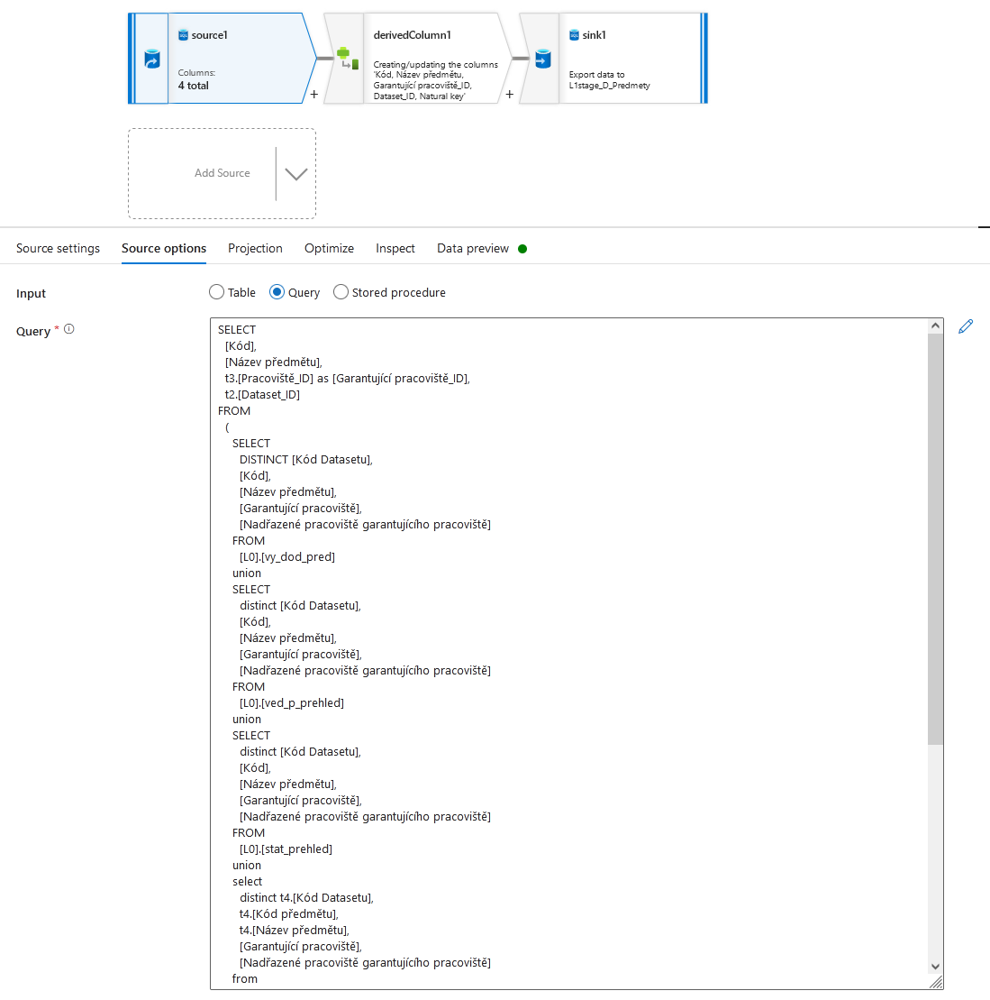 source1
Columns:
4 total
+
derivedColumn1
Creating/updating the columns
'Kód, Název předmětu,
Garantující pracoviště_ID,
Dataset_ID, Natural key'
+
sink1
Export data to
L1stage_D_Predmety
Add Source
Source settings Source options Projection Optimize Inspect Data preview
Input Table Query Stored procedure
Query *
SELECT
[Kód],
[Název předmětu],
t3.[Pracoviště_ID] as [Garantující pracoviště_ID],
t2.[Dataset_ID]
FROM
(
SELECT
DISTINCT [Kód Datasetu],
[Kód],
[Název předmětu],
[Garantující pracoviště],
[Nadřazené pracoviště garantujícího pracoviště]
FROM
[L0].[vy_dod_pred]
union
SELECT
distinct [Kód Datasetu],
[Kód],
[Název předmětu],
[Garantující pracoviště],
[Nadřazené pracoviště garantujícího pracoviště]
FROM
[L0].[ved_p_prehled]
union
SELECT
distinct [Kód Datasetu],
[Kód],
[Název předmětu],
[Garantující pracoviště],
[Nadřazené pracoviště garantujícího pracoviště]
FROM
[L0].[stat_prehled]
union
select
distinct t4.[Kód Datasetu],
t4.[Kód předmětu],
t4.[Název předmětu],
[Garantující pracoviště],
[Nadřazené pracoviště garantujícího pracoviště]
from